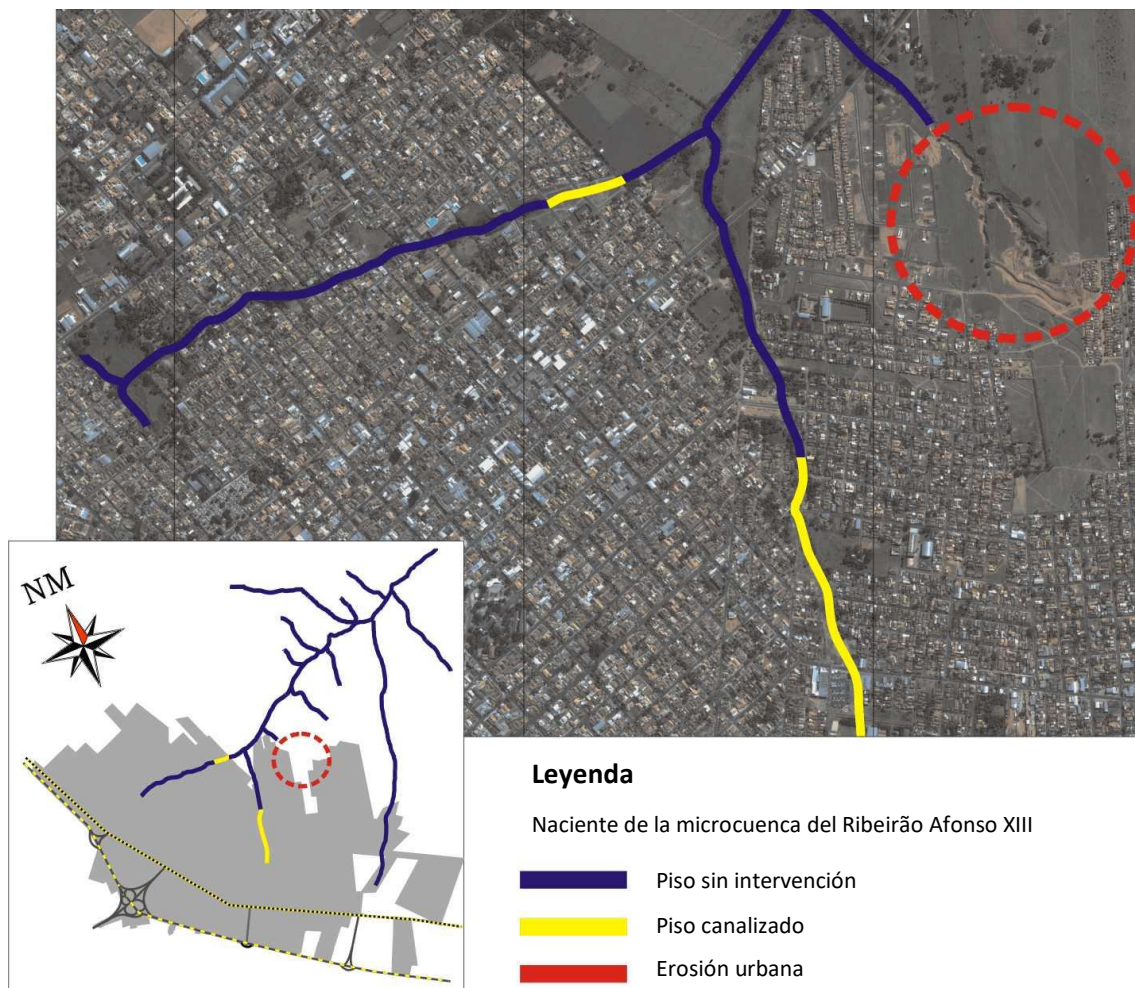 NM
Leyenda
Naciente de la microcuenca del Ribeirão Afonso XIII
Piso sin intervención
Piso canalizado
Erosión urbana